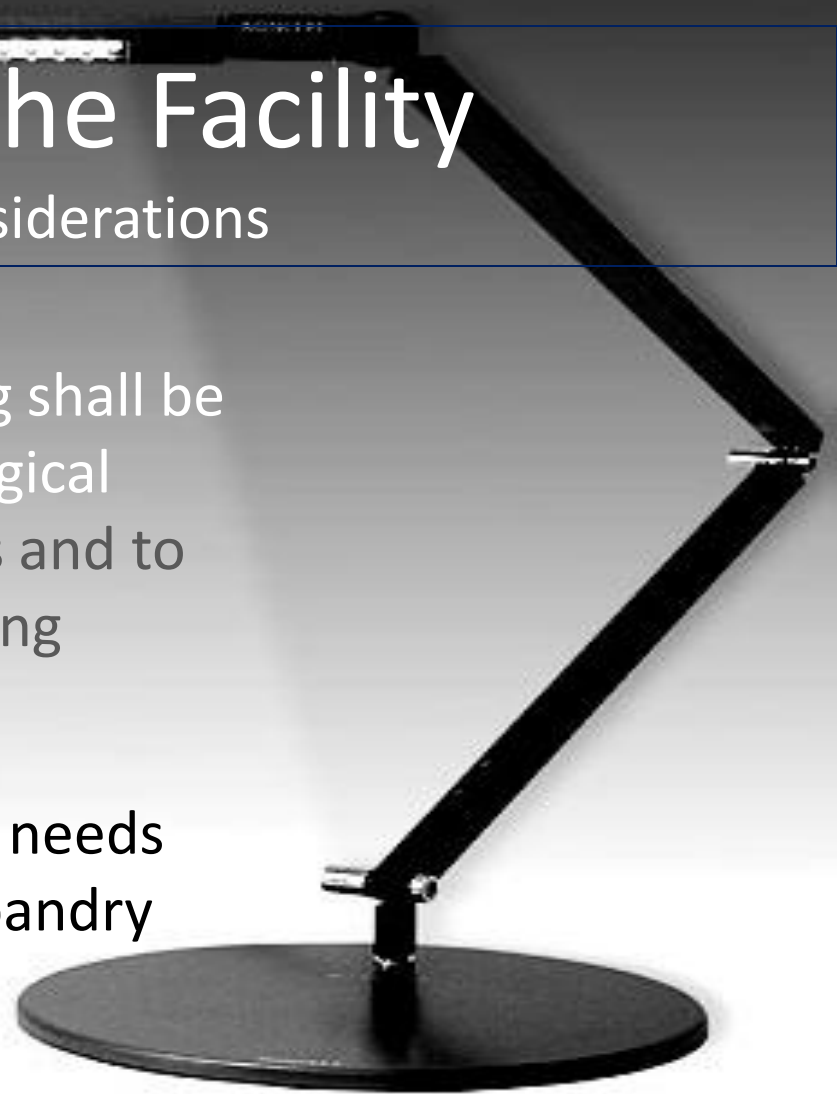 he Facility
siderations
g shall be
gical
s and to
ng
needs
andry